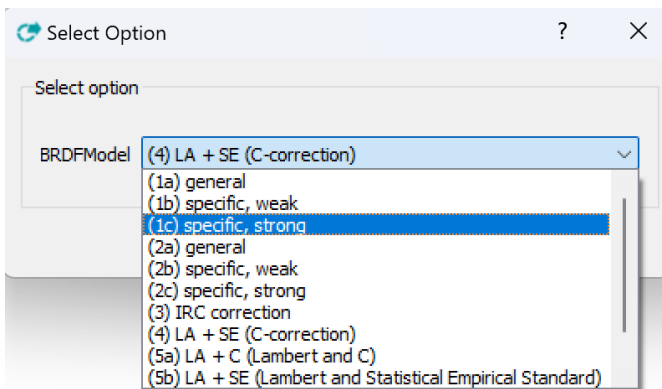 Select Option
?
Select option
BRDFModel (4) LA + SE (C-correction)
(1a) general
(1b) specific, weak
(1c) specific, strong
(2a) general
(2b) specific, weak
(2c) specific, strong
(3) IRC correction
(4) LA + SE (C-correction)
(5a) LA + C (Lambert and C)
(5b) LA + SE (Lambert and Statistical Empirical Standard)